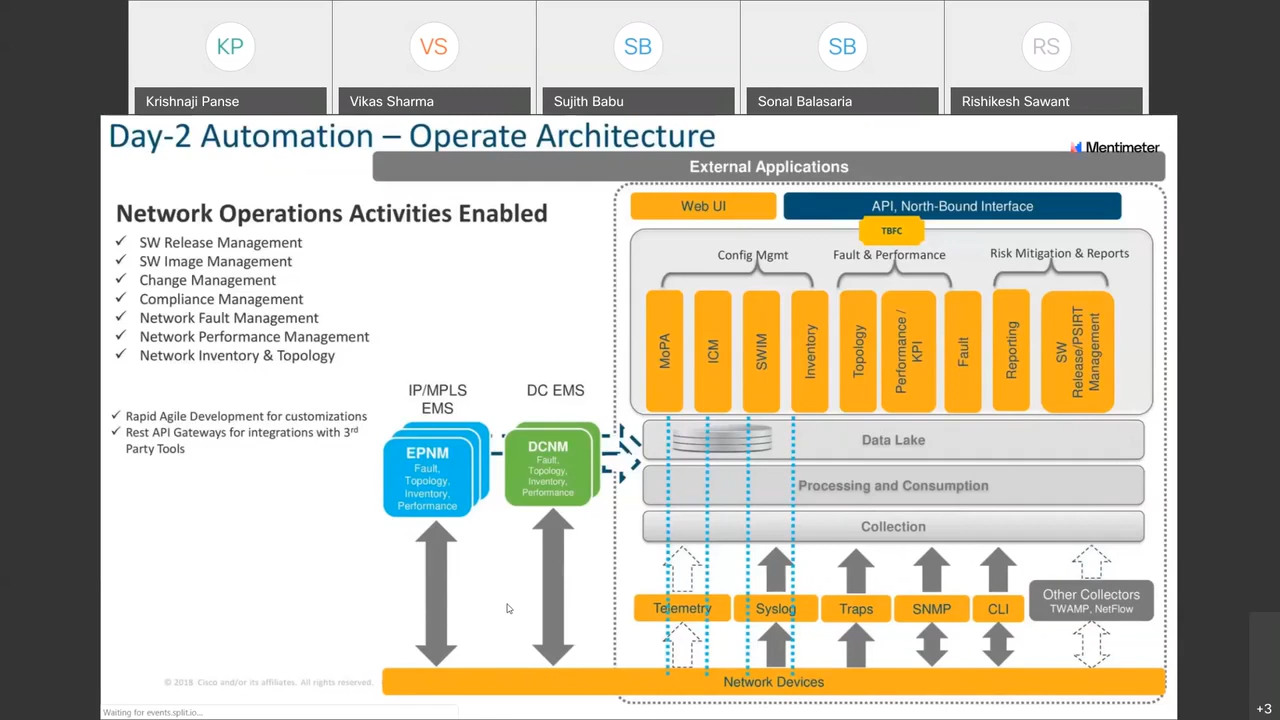 KP
VS
SB
SB
RS
Krishnaji Panse
Vikas Sharma
Sujith Babu
Sonal Balasaria
Rishikesh Sawant
Day-2 Automation – Operate Architecture
Mentimeter
External Applications
Network Operations Activities Enabled
✓ SW Release Management
✓ SW Image Management
✓ Change Management
✓ Compliance Management
✓ Network Fault Management
✓ Network Performance Management
✓ Network Inventory & Topology
✓ Rapid Agile Development for customizations
✓ Rest API Gateways for integrations with 3rd
Party Tools
IP/MPLS
EMS
DC EMS
EPNM
Fault,
Topology,
Inventory,
Performance
DCNM
Fault,
Topology,
Inventory,
Performance
Web UI
API, North-Bound Interface
TBFC
Config Mgmt
Fault & Performance
Risk Mitigation & Reports
MoPA
ICM
SWIM
Inventory
Topology
Performance /
KPI
Fault
Reporting
SW
Release/PSIRT
Management
Data Lake
Processing and Consumption
Collection
Telemetry
Syslog
Traps
SNMP
CLI
Other Collectors
TWAMP, NetFlow
Network Devices
© 2018 Cisco and/or its affiliates. All rights reserved.
Waiting for events.split.io...
+3